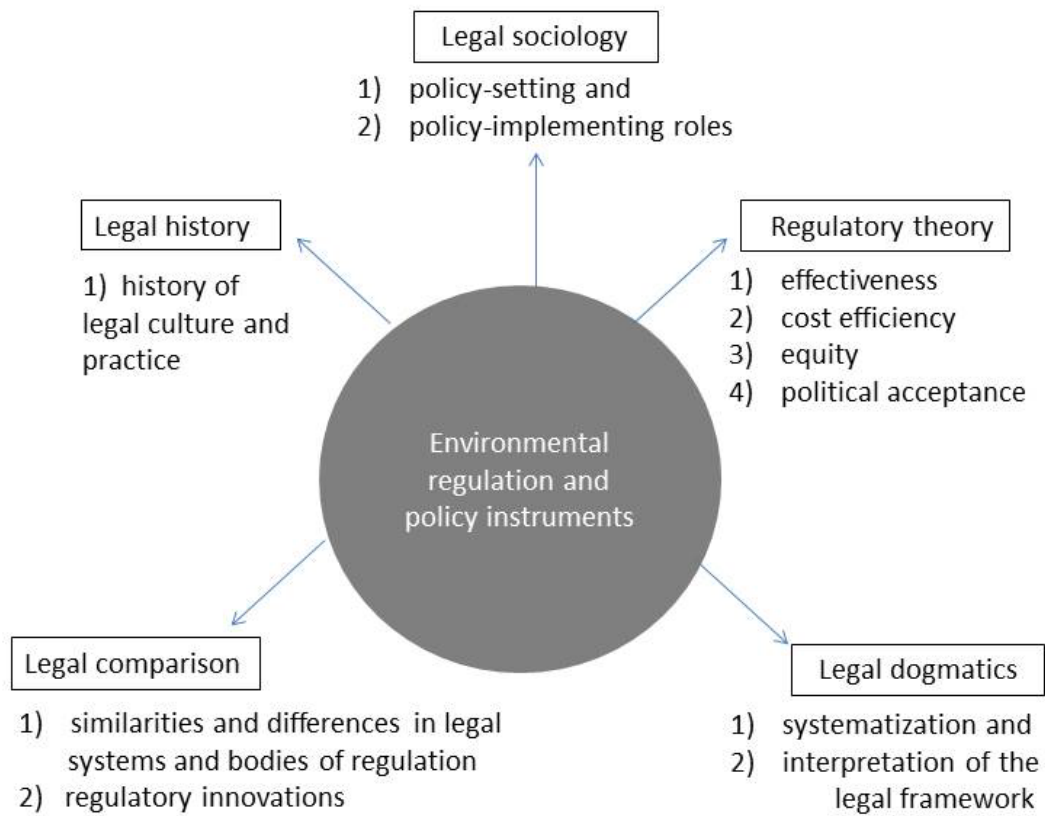 Legal sociology
1) policy-setting and
2) policy-implementing roles
Legal history
1) history of
legal culture and
practice
Regulatory theory
1) effectiveness
2) cost efficiency
3) equity
4) political acceptance
Environmental
regulation and
policy instruments
Legal comparison
1) similarities and differences in legal
systems and bodies of regulation
2) regulatory innovations
Legal dogmatics
1) systematization and
2) interpretation of the
legal framework